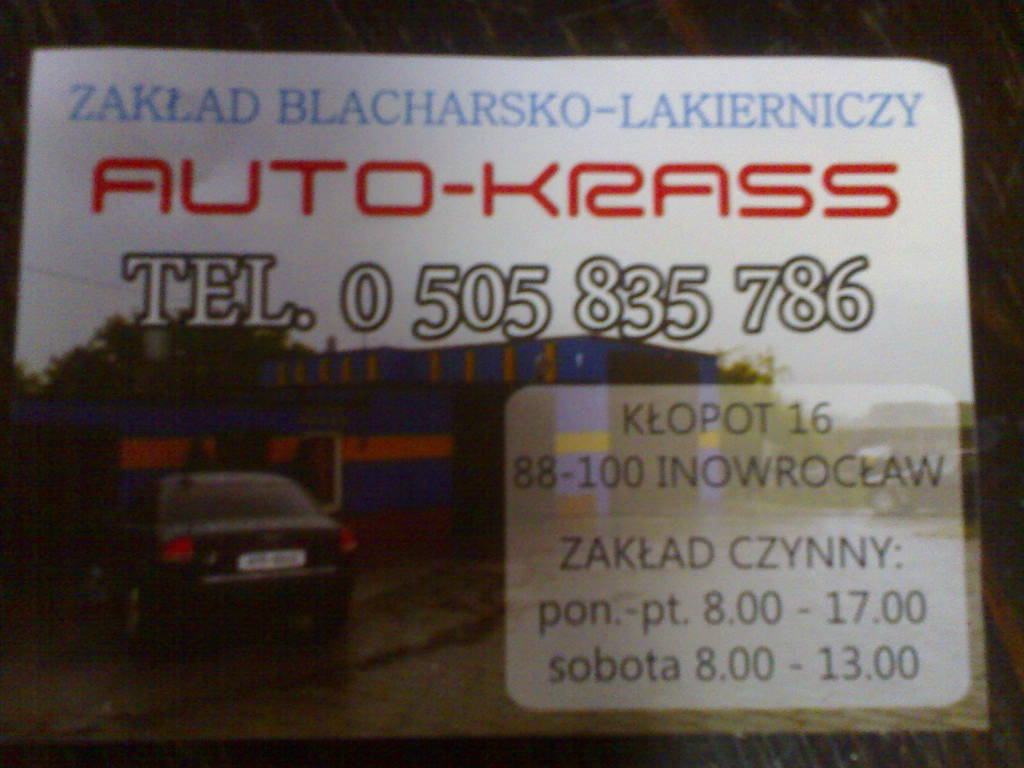 ZAKŁAD BLACHARSKO-LAKIERNICZY
AUTO-KRASS
TEL. 0 505 835 786
KŁOPOT 16
88-100 INOWROCŁAW
ZAKŁAD CZYNNY:
pon.-pt. 8.00 - 17.00
sobota 8.00 - 13.00